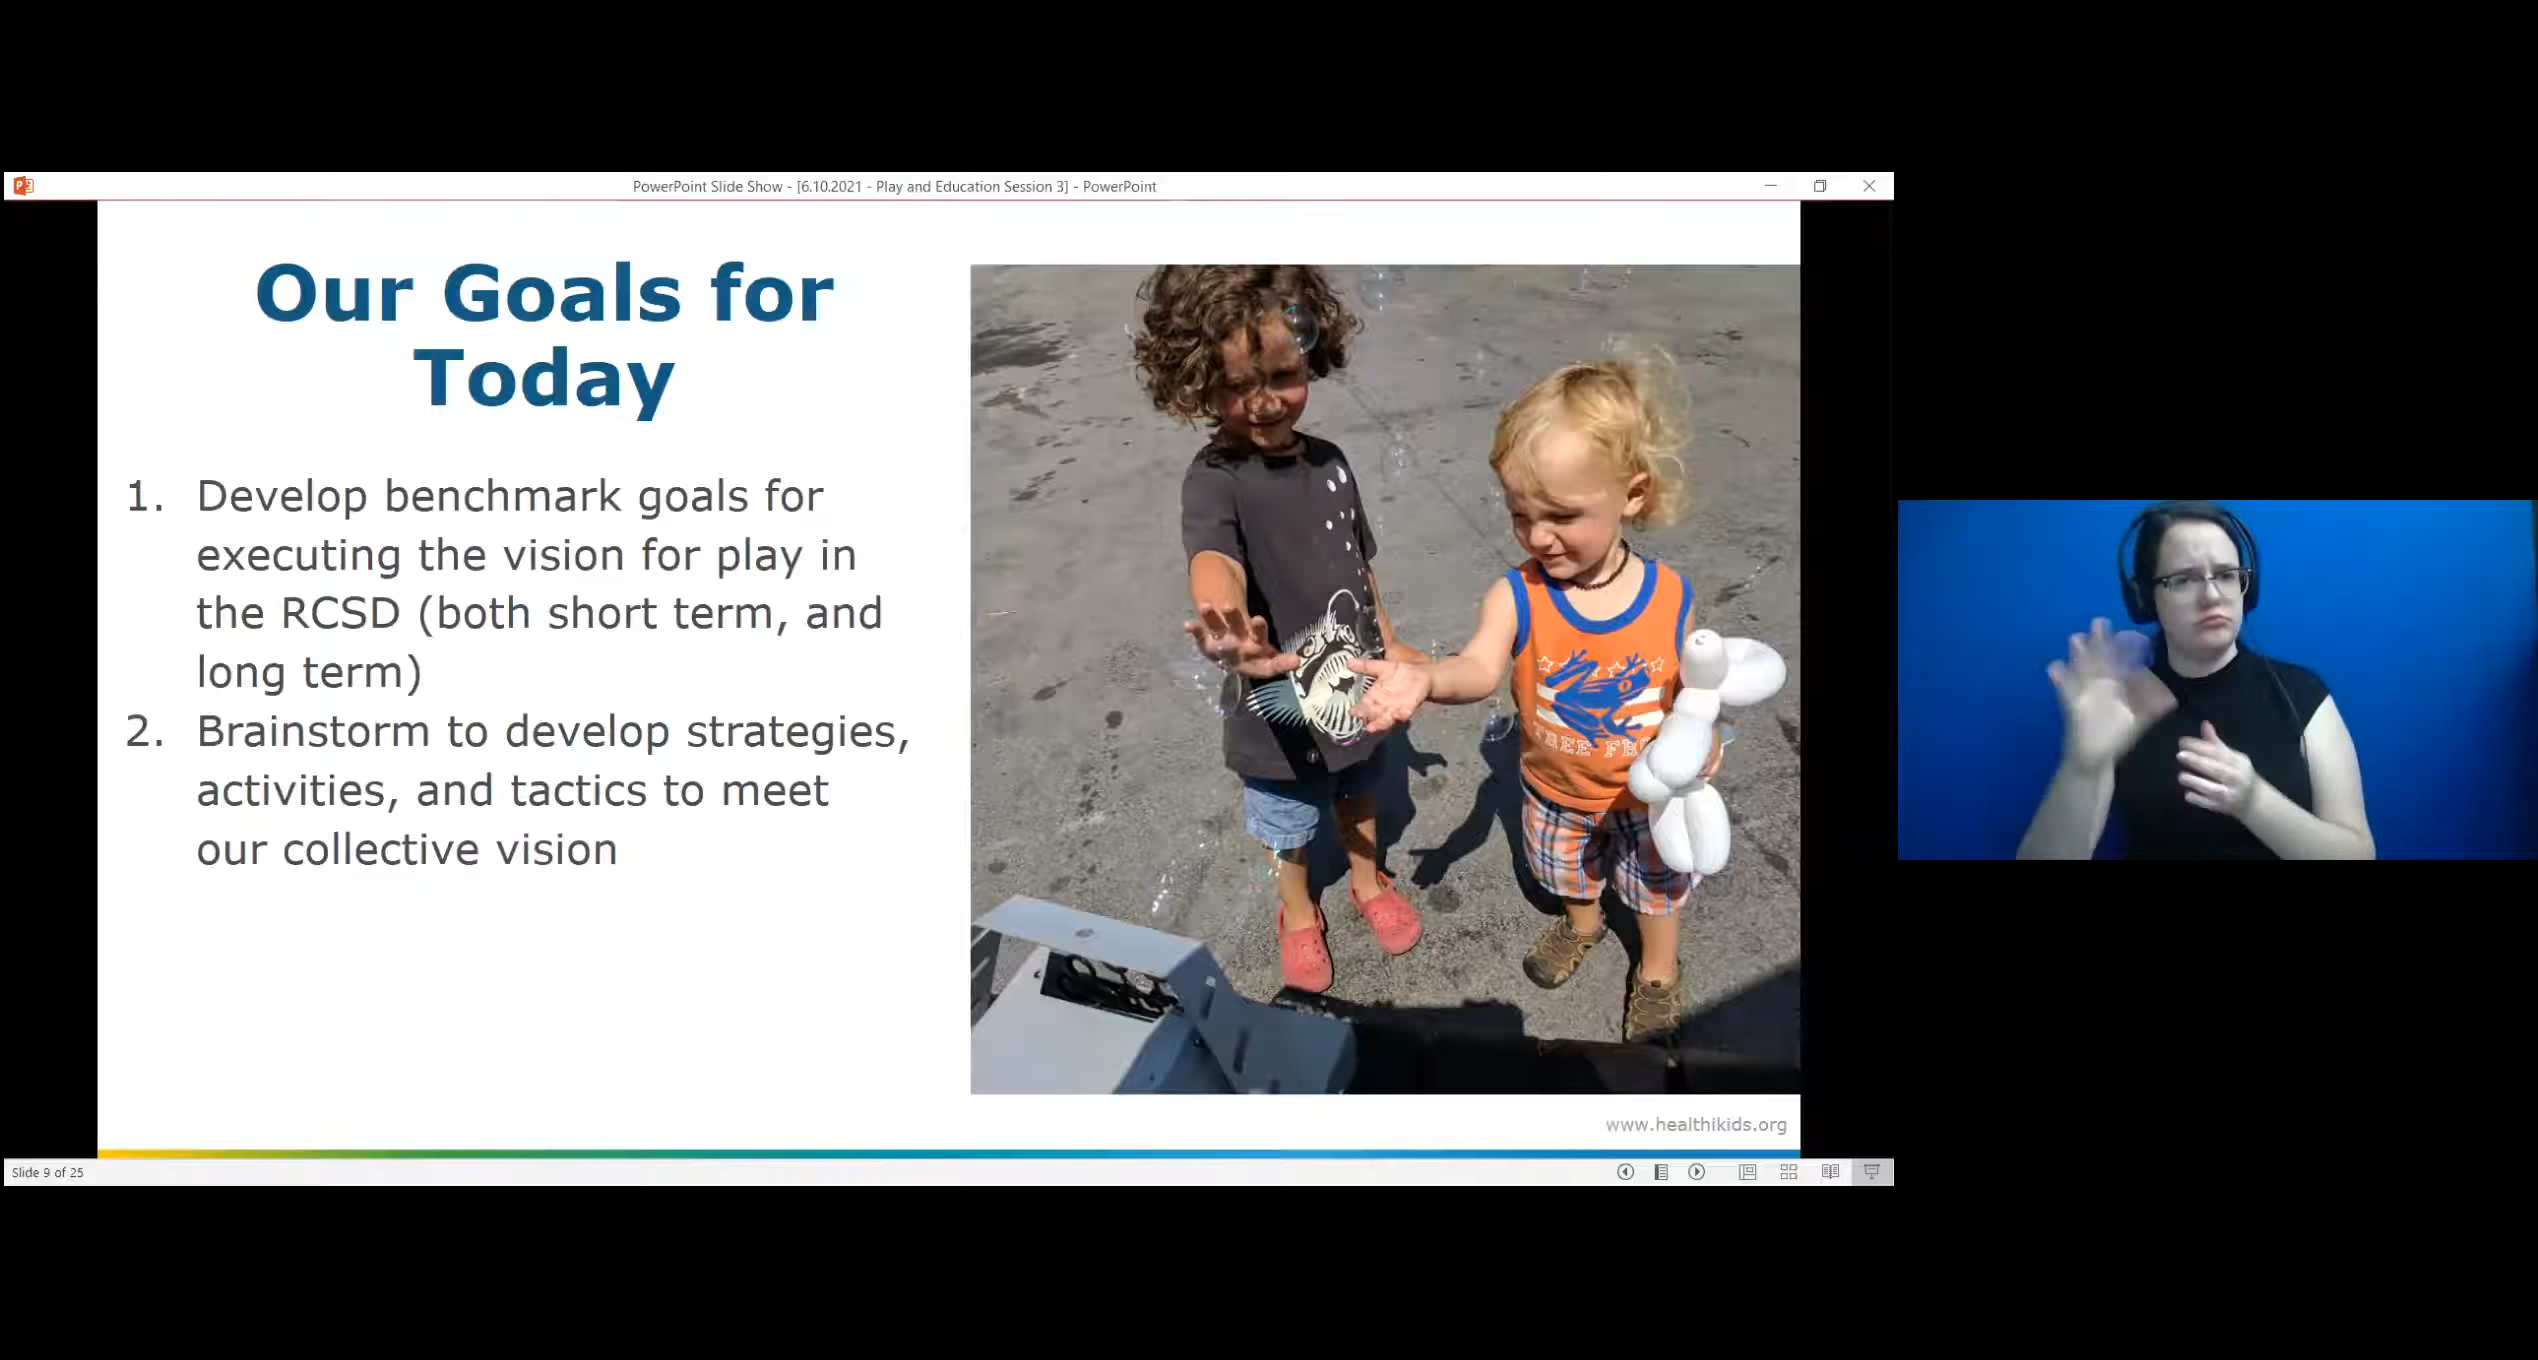 PowerPoint Slide Show - [6.10.2021 - Play and Education Session 3] - PowerPoint
Our Goals for
Today
1. Develop benchmark goals for
executing the vision for play in
the RCSD (both short term, and
long term)
2. Brainstorm to develop strategies,
activities, and tactics to meet
our collective vision
www.healthikids.org
Slide 9 of 25